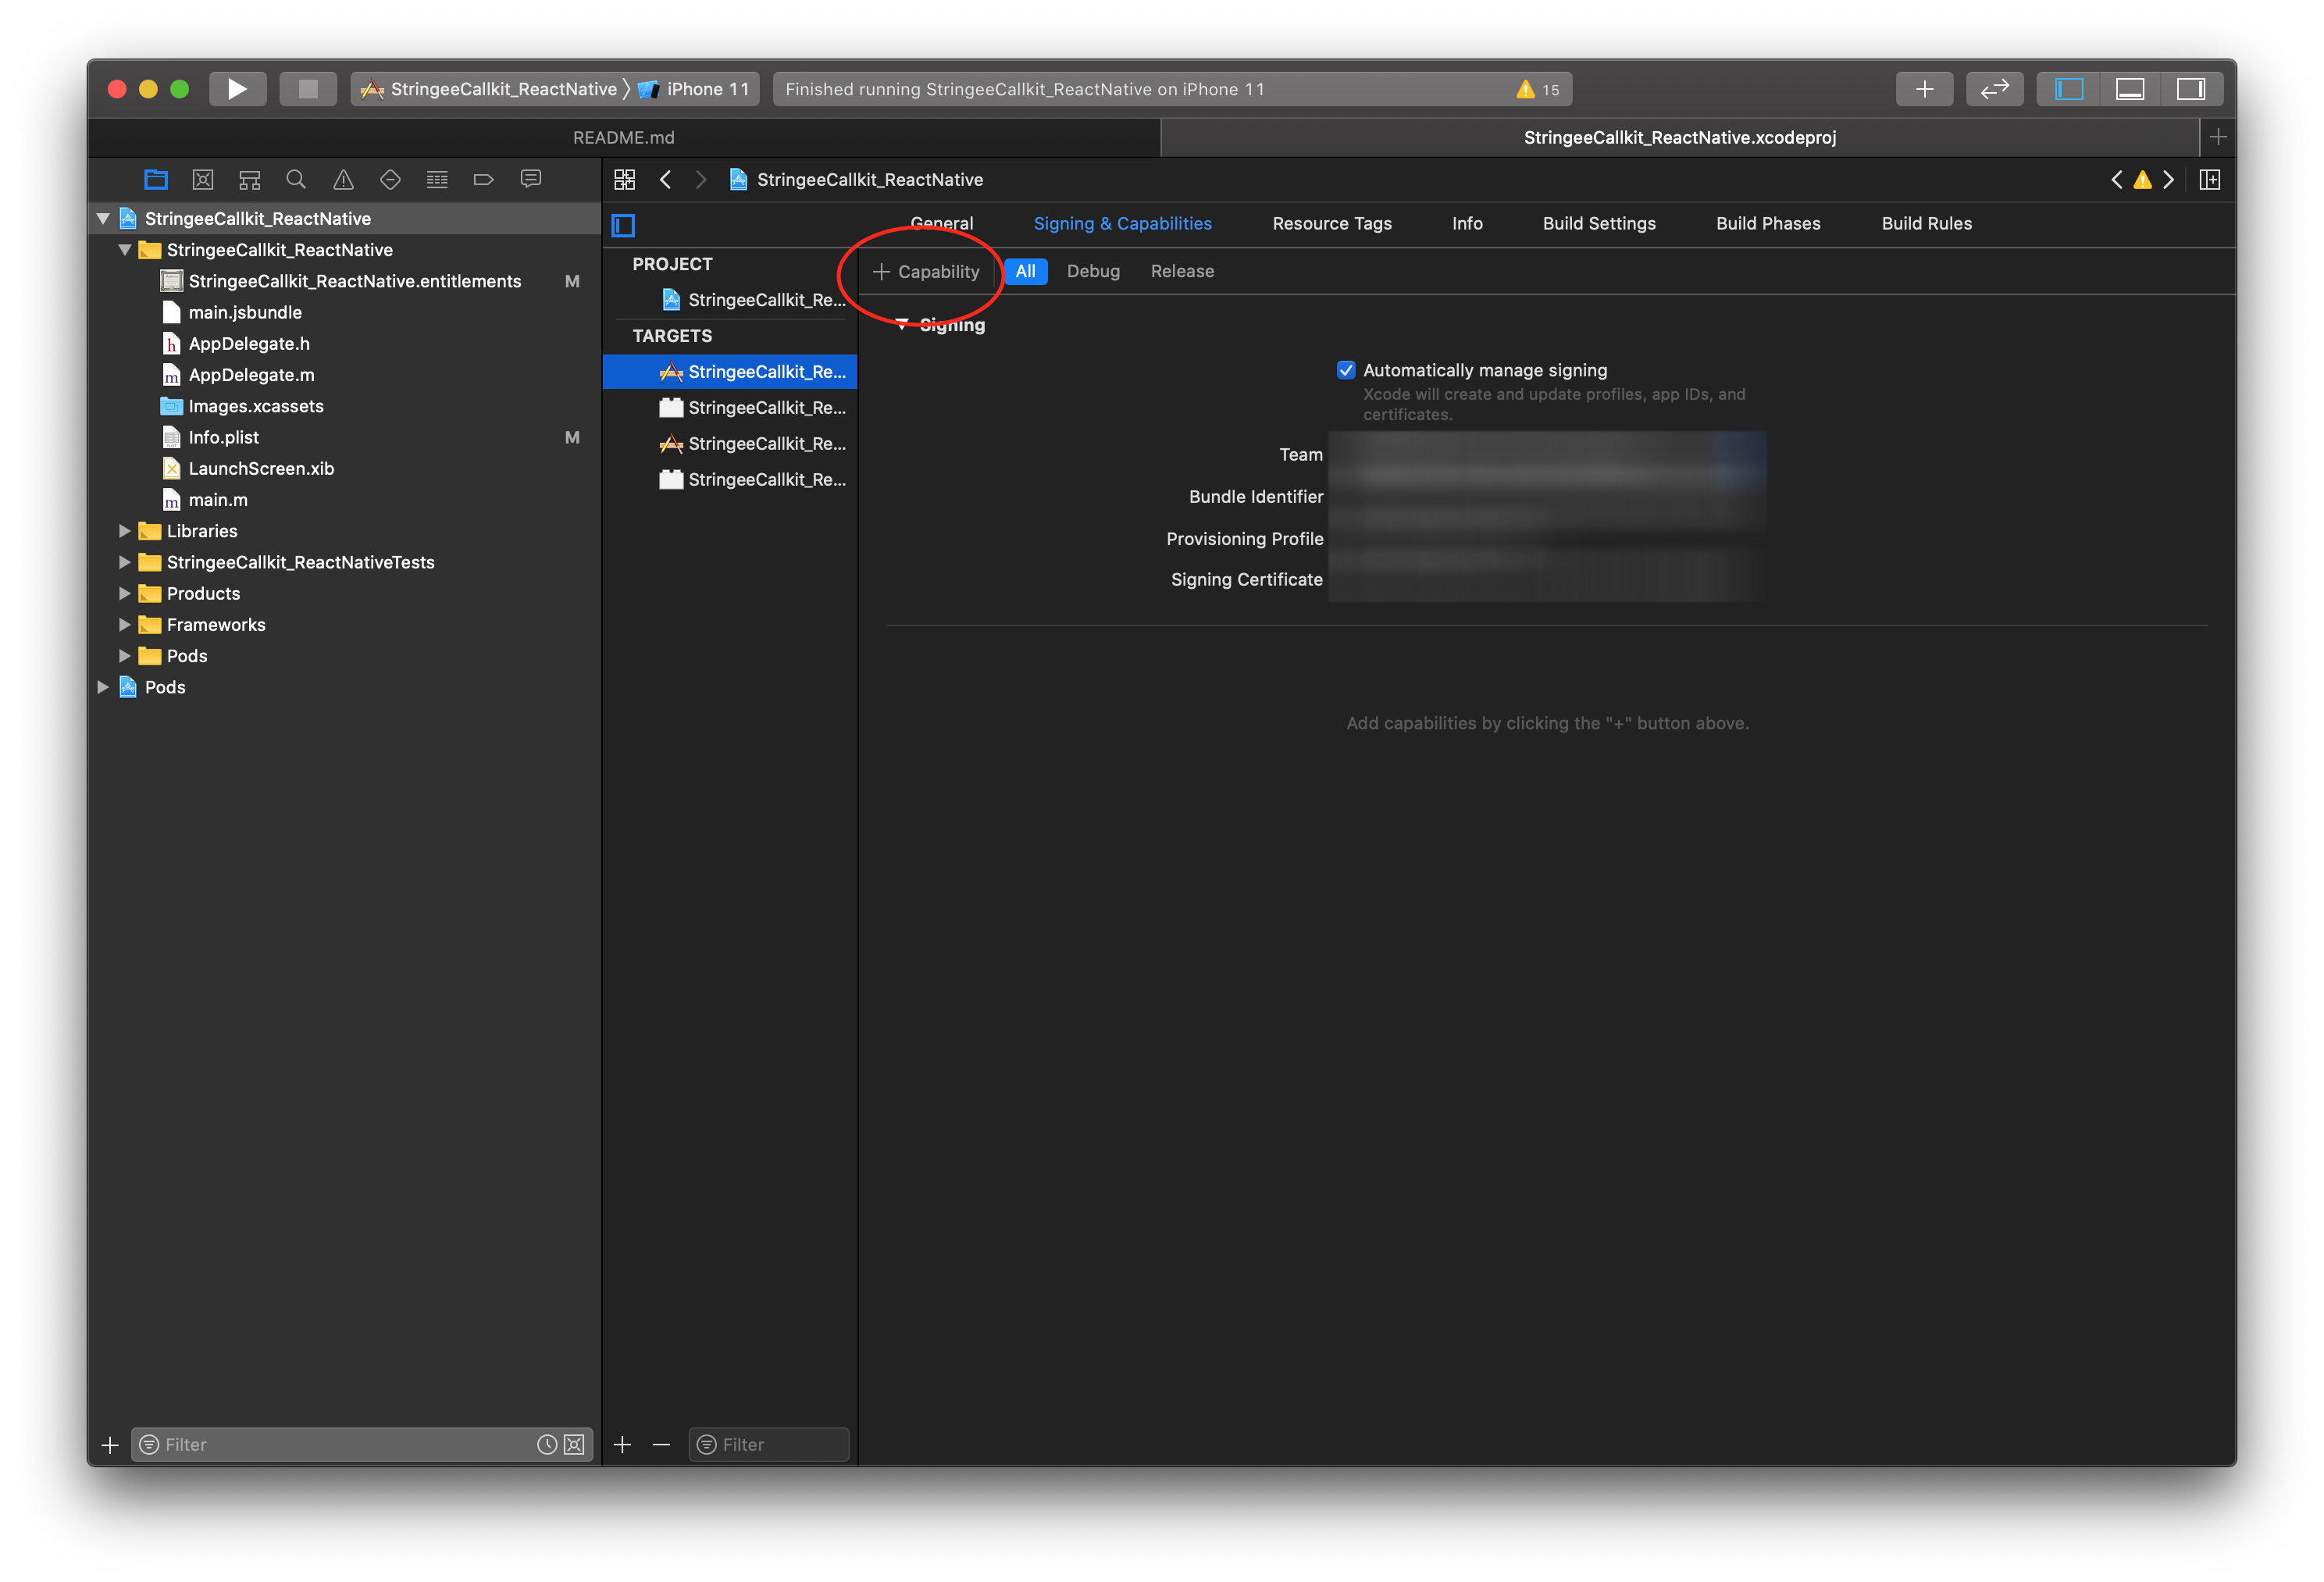 StringeeCallkit_ReactNative 〉 iPhone 11
Finished running StringeeCallkit_ReactNative on iPhone 11
15
README.md
StringeeCallkit_ReactNative.xcodeproj
StringeeCallkit_ReactNative
StringeeCallkit_ReactNative
StringeeCallkit_ReactNative.entitlements M
main.jsbundle
h AppDelegate.h
m AppDelegate.m
Images.xcassets
Info.plist M
LaunchScreen.xib
m main.m
Libraries
StringeeCallkit_ReactNativeTests
Products
Frameworks
Pods
Pods
Filter
StringeeCallkit_ReactNative
General Signing & Capabilities Resource Tags Info Build Settings Build Phases Build Rules
PROJECT
StringeeCallkit_Re...
TARGETS
StringeeCallkit_Re...
StringeeCallkit_Re...
StringeeCallkit_Re...
StringeeCallkit_Re...
Filter
+ Capability All Debug Release
Signing
Automatically manage signing
Xcode will create and update profiles, app IDs, and
certificates.
Team
Bundle Identifier
Provisioning Profile
Signing Certificate
Add capabilities by clicking the "+" button above.